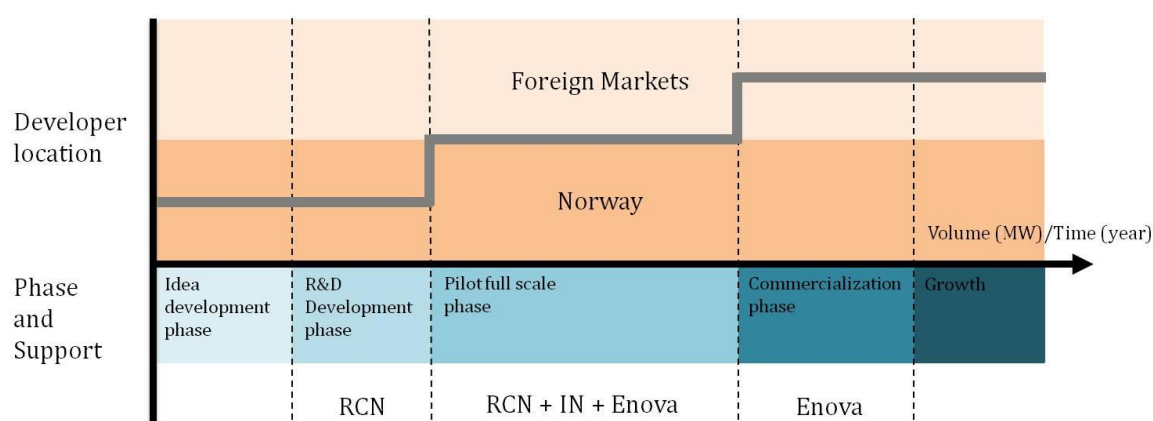 Foreign Markets
Developer
location
Norway
Volume (MW)/Time (year)
Phase
and
Support
Idea
development
phase
R&D
Development
phase
Pilot full scale
phase
Commercialization
phase
Growth
RCN
RCN + IN + Enova
Enova